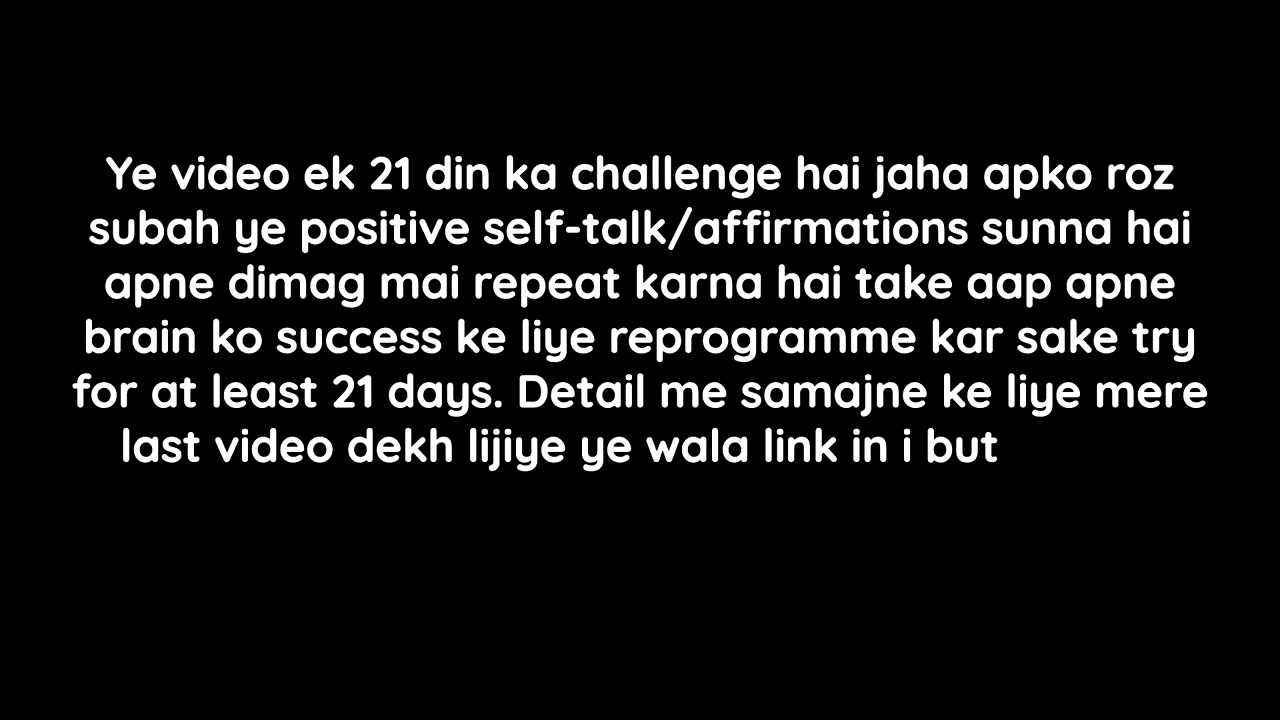 Ye video ek 21 din ka challenge hai jaha apko roz
subah ye positive self-talk/affirmations sunna hai
apne dimag mai repeat karna hai take aap apne
brain ko success ke liye reprogramme kar sake try
for at least 21 days. Detail me samajne ke liye mere
last video dekh lijiye ye wala link in i but